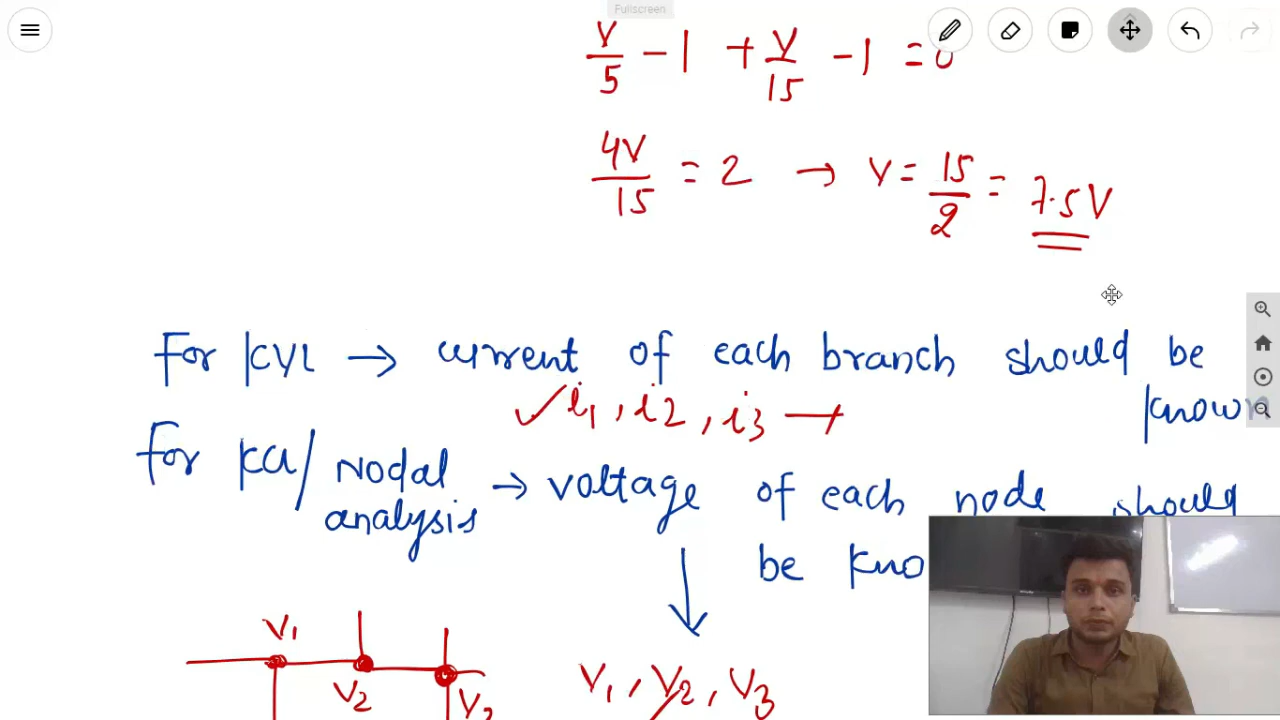 Fullscreen
V/5 - 1 + V/15 - 1 = 0
4V/15 = 2 → V = 15/2 = 7.5V
For KVL → current of each branch should be known
✓ i1, i2, i3 →
For KCL/Nodal analysis → voltage of each node should be
V1
V2
V1, V2, V3